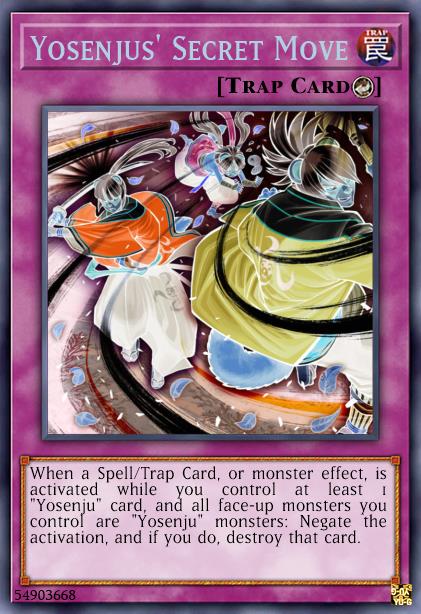 Yosenjus' Secret Move
TRAP
罠
[Trap Card]
When a Spell/Trap Card, or monster effect, is
activated while you control at least 1
"Yosenju" card, and all face-up monsters you
control are "Yosenju" monsters: Negate the
activation, and if you do, destroy that card.
54903668